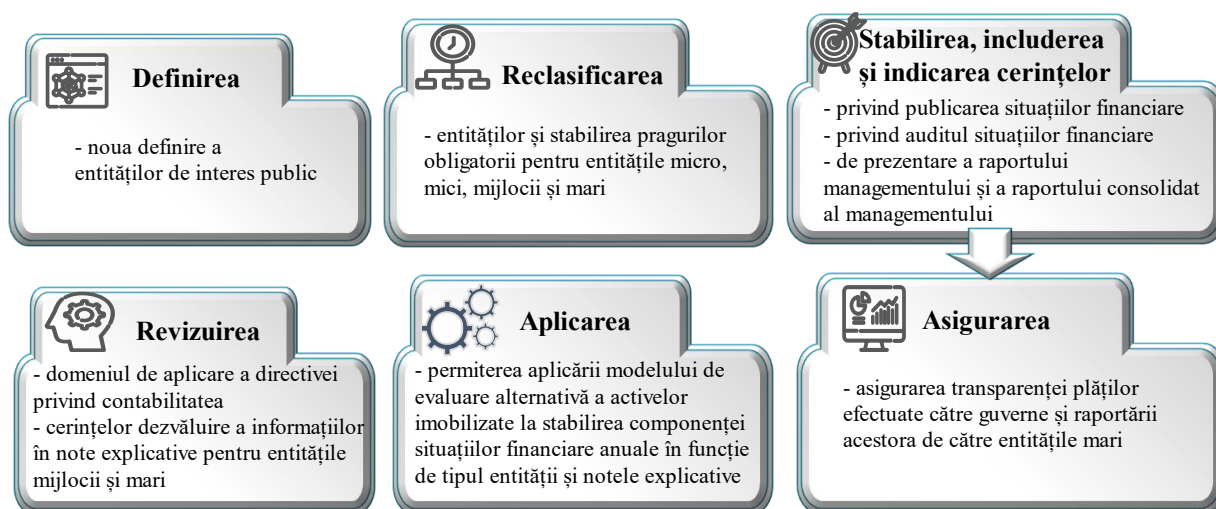 Definirea
- noua definire a
entităților de interes public
Reclasificarea
- entităților și stabilirea pragurilor
obligatorii pentru entitățile micro,
mici, mijlocii și mari
Stabilirea, includerea
și indicarea cerințelor
- privind publicarea situațiilor financiare
- privind auditul situațiilor financiare
- de prezentare a raportului
managementului și a raportului consolidat
al managementului
Revizuirea
- domeniul de aplicare a directivei
privind contabilitatea
- cerințelor dezvăluire a informațiilor
în note explicative pentru entitățile
mijlocii și mari
Aplicarea
- permiterea aplicării modelului de
evaluare alternativă a activelor
imobilizate la stabilirea componenței
situațiilor financiare anuale în funcție
de tipul entității și notele explicative
Asigurarea
- asigurarea transparenței plăților
efectuate către guverne și raportării
acestora de către entitățile mari